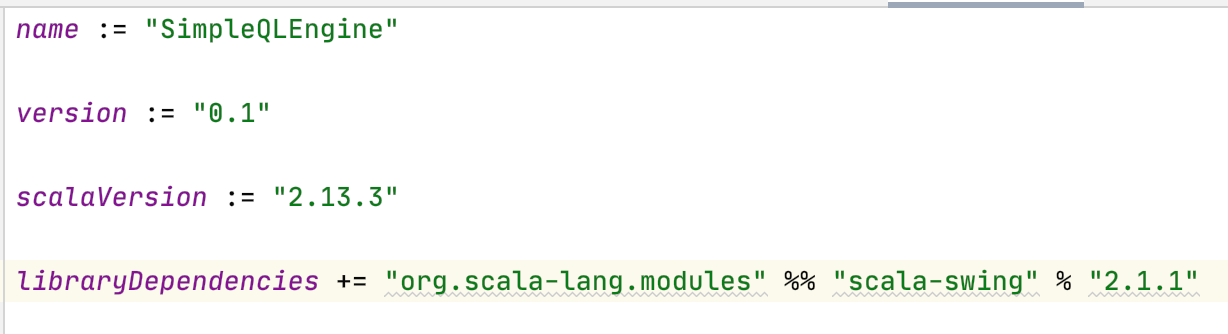 name := "SimpleQLEngine"
version := "0.1"
scalaVersion := "2.13.3"
libraryDependencies += "org.scala-lang.modules" %% "scala-swing" % "2.1.1"